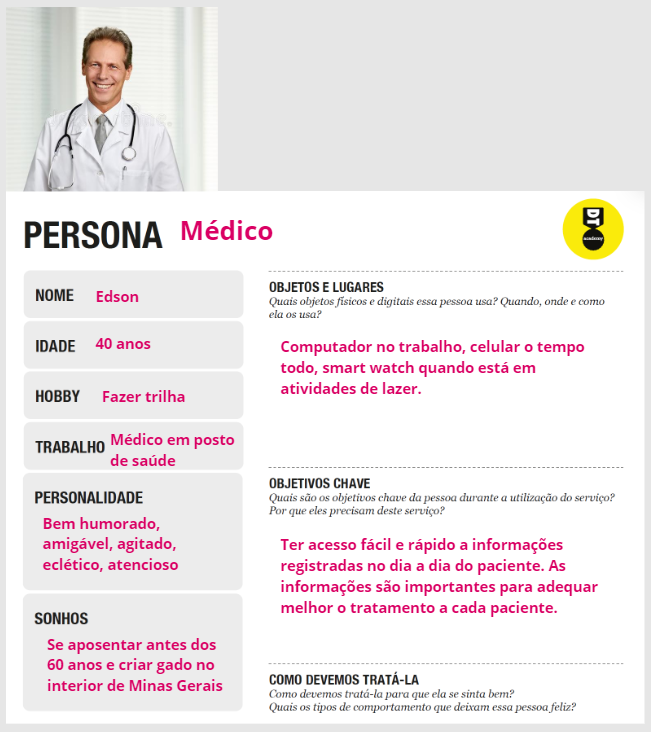 PERSONA Médico
DT
academy
NOME Edson
IDADE 40 anos
HOBBY Fazer trilha
TRABALHO Médico em posto
de saúde
PERSONALIDADE
Bem humorado,
amigável, agitado,
eclético, atencioso
SONHOS
Se aposentar antes dos
60 anos e criar gado no
interior de Minas Gerais
OBJETOS E LUGARES
Quais objetos físicos e digitais essa pessoa usa? Quando, onde e como
ela os usa?
Computador no trabalho, celular o tempo
todo, smart watch quando está em
atividades de lazer.
OBJETIVOS CHAVE
Quais são os objetivos chave da pessoa durante a utilização do serviço?
Por que eles precisam deste serviço?
Ter acesso fácil e rápido a informações
registradas no dia a dia do paciente. As
informações são importantes para adequar
melhor o tratamento a cada paciente.
COMO DEVEMOS TRATÁ-LA
Como devemos tratá-la para que ela se sinta bem?
Quais os tipos de comportamento que deixam essa pessoa feliz?